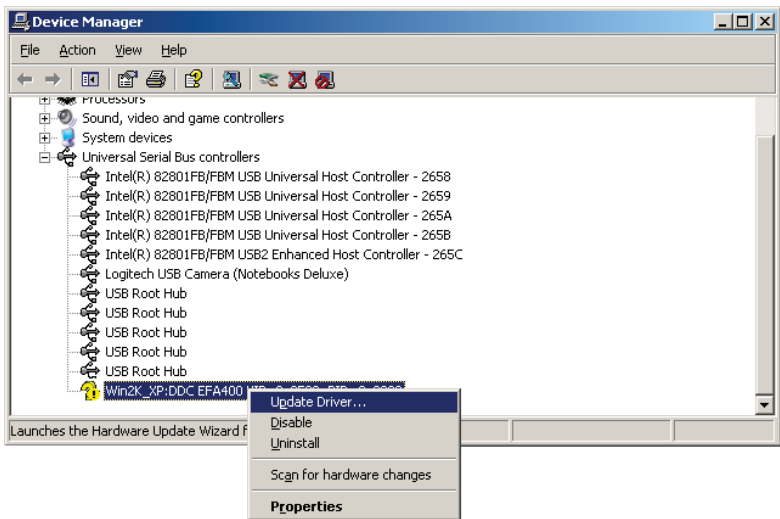 Device Manager
File Action View Help
Processors
Sound, video and game controllers
System devices
Universal Serial Bus controllers
Intel(R) 82801FB/FBM USB Universal Host Controller - 2658
Intel(R) 82801FB/FBM USB Universal Host Controller - 2659
Intel(R) 82801FB/FBM USB Universal Host Controller - 265A
Intel(R) 82801FB/FBM USB Universal Host Controller - 265B
Intel(R) 82801FB/FBM USB2 Enhanced Host Controller - 265C
Logitech USB Camera (Notebooks Deluxe)
USB Root Hub
USB Root Hub
USB Root Hub
USB Root Hub
USB Root Hub
Win2K_XP:DDC EFA400
Update Driver...
Launches the Hardware Update Wizard
Disable
Uninstall
Scan for hardware changes
Properties